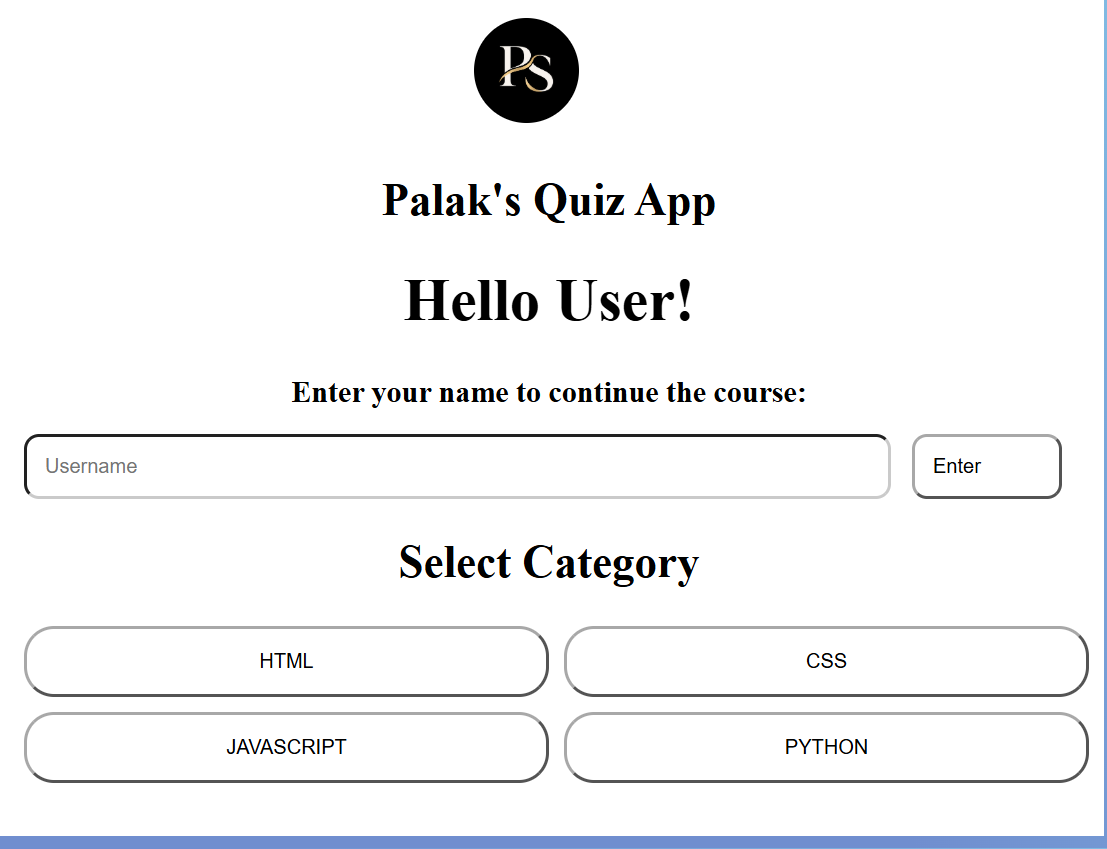 PS
Palak's Quiz App
Hello User!
Enter your name to continue the course:
Username Enter
Select Category
HTML CSS
JAVASCRIPT PYTHON